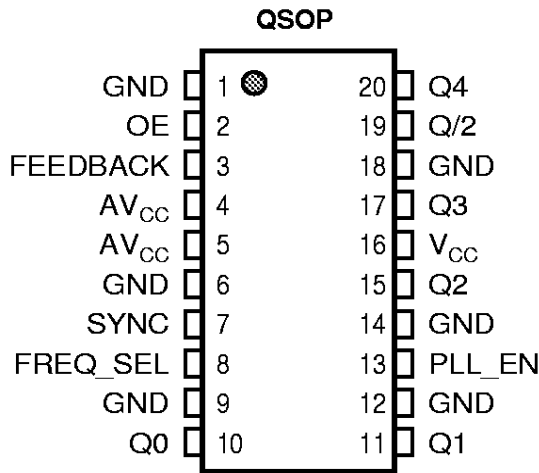 QSOP
GND 1 20 Q4
OE 2 19 Q/2
FEEDBACK 3 18 GND
AVCC 4 17 Q3
AVCC 5 16 VCC
GND 6 15 Q2
SYNC 7 14 GND
FREQ_SEL 8 13 PLL_EN
GND 9 12 GND
Q0 10 11 Q1